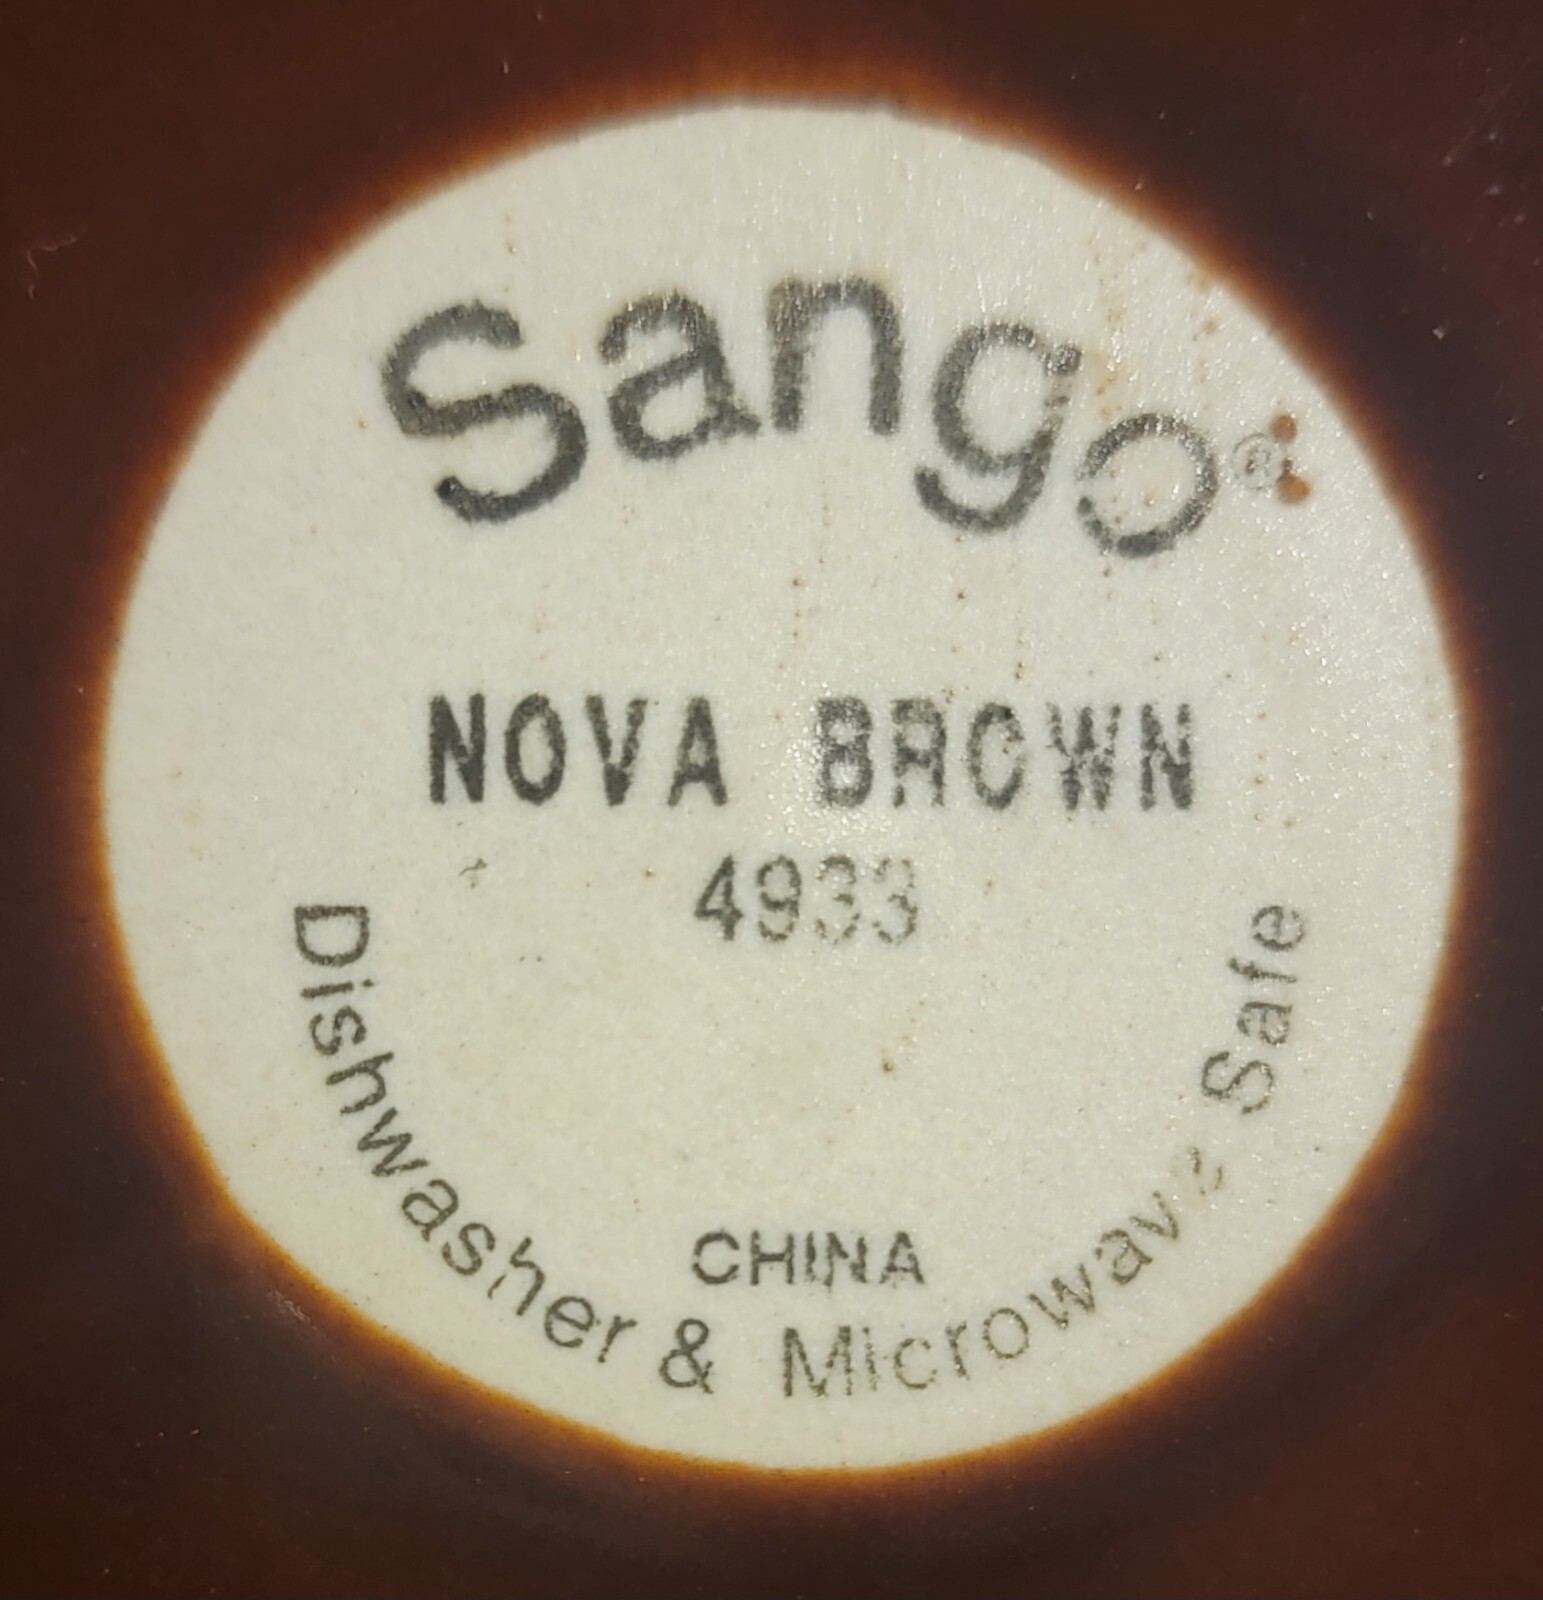 Sango®
NOVA BROWN
4933
CHINA
Dishwasher & Microwave Safe